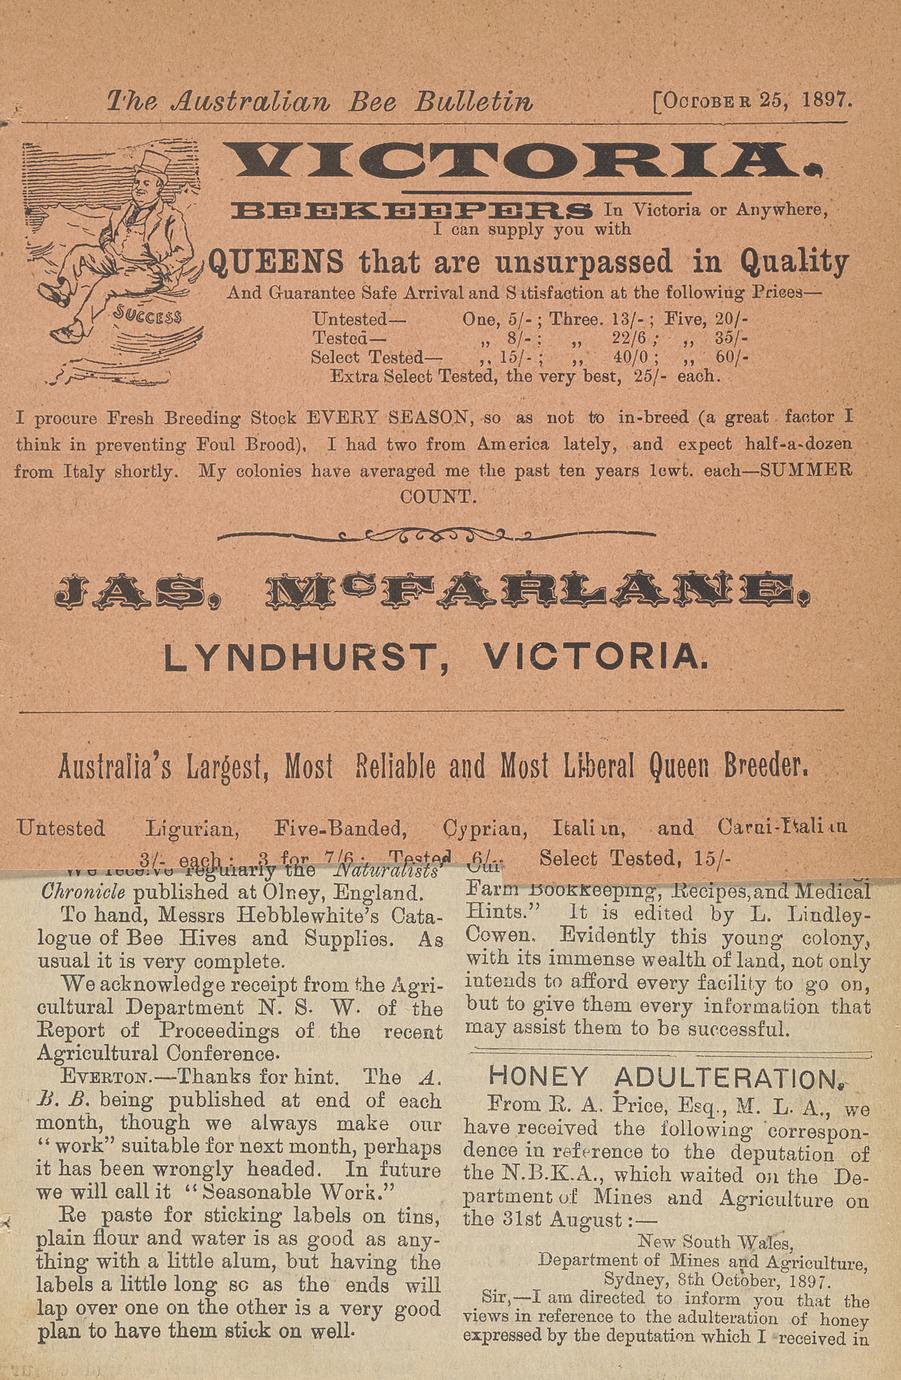 The Australian Bee Bulletin [OCTOBER 25, 1897.
VICTORIA.
BEEKEEPERS In Victoria or Anywhere,
I can supply you with
QUEENS that are unsurpassed in Quality
And Guarantee Safe Arrival and Sitisfaction at the following Prices—
Untested— One, 5/- ; Three. 13/- ; Five, 20/-
Tested— „ 8/- ; „ 22/6 ; „ 35/-
Select Tested— „ 15/- ; „ 40/0 ; „ 60/-
Extra Select Tested, the very best, 25/- each.
SUCCESS
I procure Fresh Breeding Stock EVERY SEASON, so as not to in-breed (a great factor I
think in preventing Foul Brood), I had two from America lately, and expect half-a-dozen
from Italy shortly. My colonies have averaged me the past ten years 1cwt. each—SUMMER
COUNT.
JAS. McFARLANE.
LYNDHURST, VICTORIA.
Australia's Largest, Most Reliable and Most Liberal Queen Breeder.
Untested Ligurian, Five-Banded, Cyprian, Italian, and Carni-Italian
3/- each ; 3 for 7/6 ; Tested 6/- Select Tested, 15/-
We receive regularly the Naturalists'
Chronicle published at Olney, England.
To hand, Messrs Hebblewhite's Cata-
logue of Bee Hives and Supplies. As
usual it is very complete.
We acknowledge receipt from the Agri-
cultural Department N. S. W. of the
Report of Proceedings of the recent
Agricultural Conference.
EVERTON.—Thanks for hint. The A.
B. B. being published at end of each
month, though we always make our
"work" suitable for next month, perhaps
it has been wrongly headed. In future
we will call it "Seasonable Work."
Re paste for sticking labels on tins,
plain flour and water is as good as any-
thing with a little alum, but having the
labels a little long so as the ends will
lap over one on the other is a very good
plan to have them stick on well.
Our
Farm Bookkeeping, Recipes, and Medical
Hints." It is edited by L. Lindley-
Cowen. Evidently this young colony,
with its immense wealth of land, not only
intends to afford every facility to go on,
but to give them every information that
may assist them to be successful.
HONEY ADULTERATION.
From R. A. Price, Esq., M. L. A., we
have received the following correspon-
dence in reference to the deputation of
the N.B.K.A., which waited on the De-
partment of Mines and Agriculture on
the 31st August :—
New South Wales,
Department of Mines and Agriculture,
Sydney, 8th October, 1897.
Sir,—I am directed to inform you that the
views in reference to the adulteration of honey
expressed by the deputation which I received in